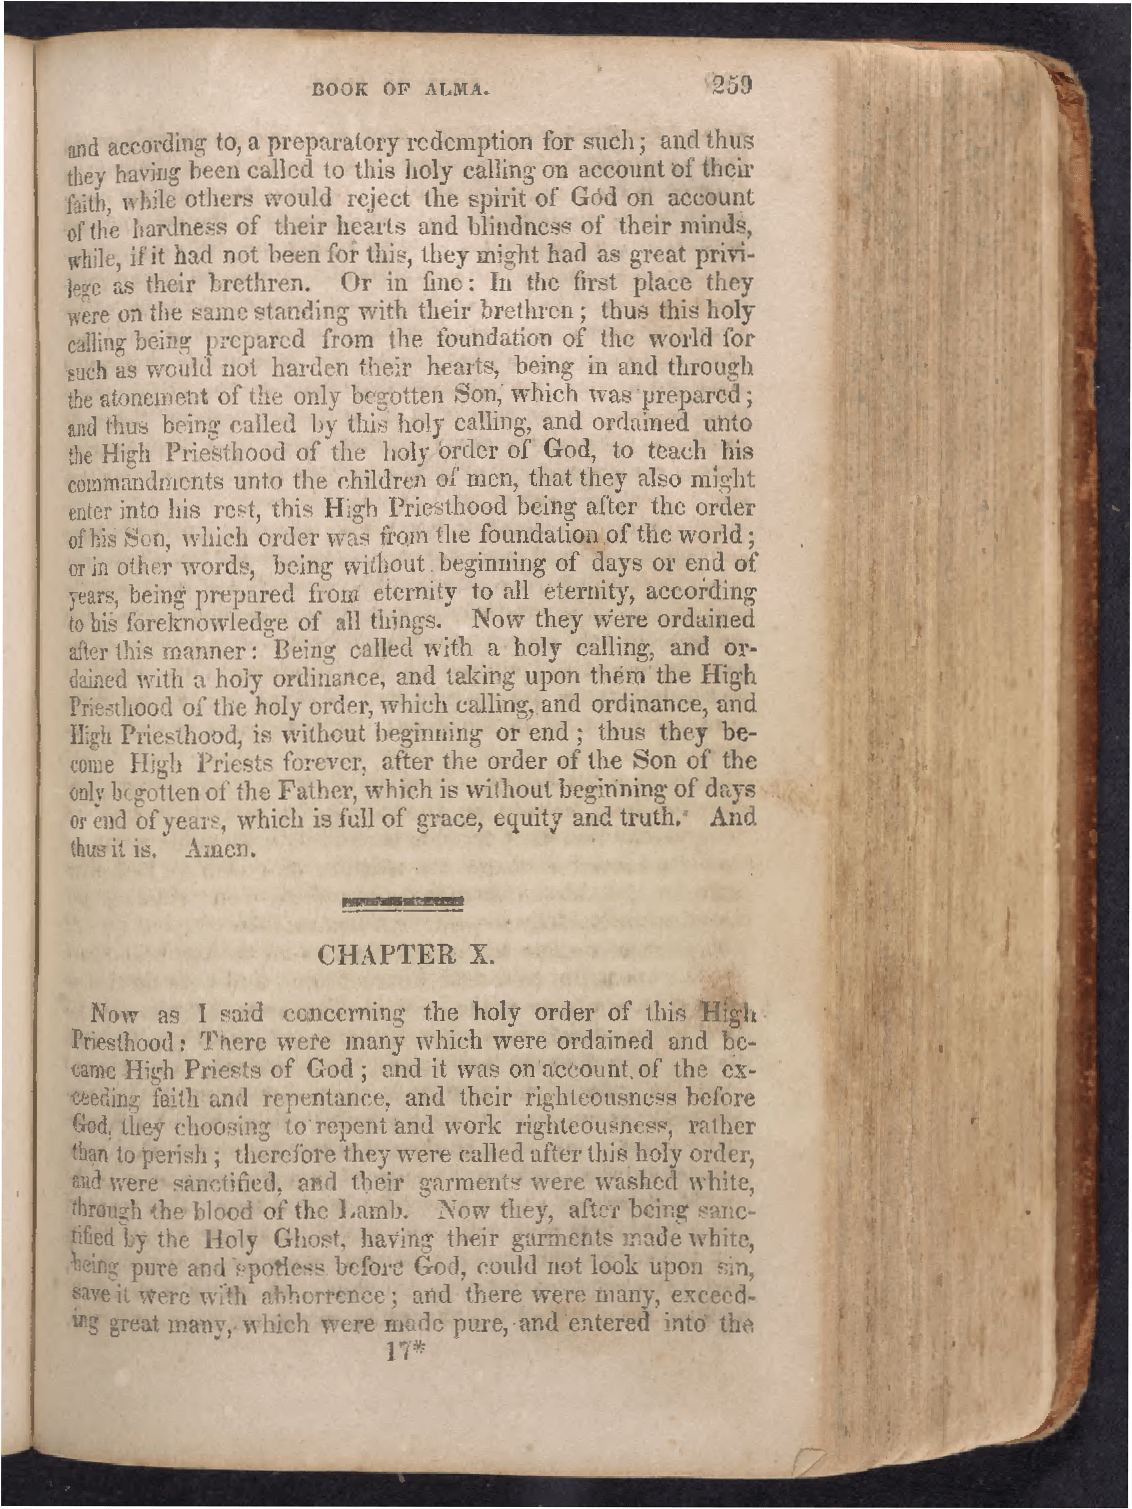 BOOK OF ALMA. 259
and according to, a preparatory redemption for such; and thus
they having been called to this holy calling on account of their
faith, while others would reject the spirit of God on account
of the hardness of their hearts and blindness of their minds,
while, if it had not been for this, they might had as great privi-
lege as their brethren. Or in fine: In the first place they
were on the same standing with their brethren; thus this holy
calling being prepared from the foundation of the world for
such as would not harden their hearts, being in and through
the atonement of the only begotten Son, which was prepared;
and thus being called by this holy calling, and ordained unto
the High Priesthood of the holy order of God, to teach his
commandments unto the children of men, that they also might
enter into his rest, this High Priesthood being after the order
of his Son, which order was from the foundation of the world;
or in other words, being without beginning of days or end of
years, being prepared from eternity to all eternity, according
to his foreknowledge of all things. Now they were ordained
after this manner: Being called with a holy calling, and or-
dained with a holy ordinance, and taking upon them the High
Priesthood of the holy order, which calling, and ordinance, and
High Priesthood, is without beginning or end; thus they be-
come High Priests forever, after the order of the Son of the
only begotten of the Father, which is without beginning of days
or end of years, which is full of grace, equity and truth. And
thus it is. Amen.
CHAPTER X.
Now as I said concerning the holy order of this High
Priesthood: There were many which were ordained and be-
came High Priests of God; and it was on account of the ex-
ceeding faith and repentance, and their righteousness before
God, they choosing to repent and work righteousness, rather
than to perish; therefore they were called after this holy order,
and were sanctified, and their garments were washed white,
through the blood of the Lamb. Now they, after being sanc-
tified by the Holy Ghost, having their garments made white,
being pure and spotless before God, could not look upon sin,
save it were with abhorrence; and there were many, exceed-
ing great many, which were made pure, and entered into the
17*